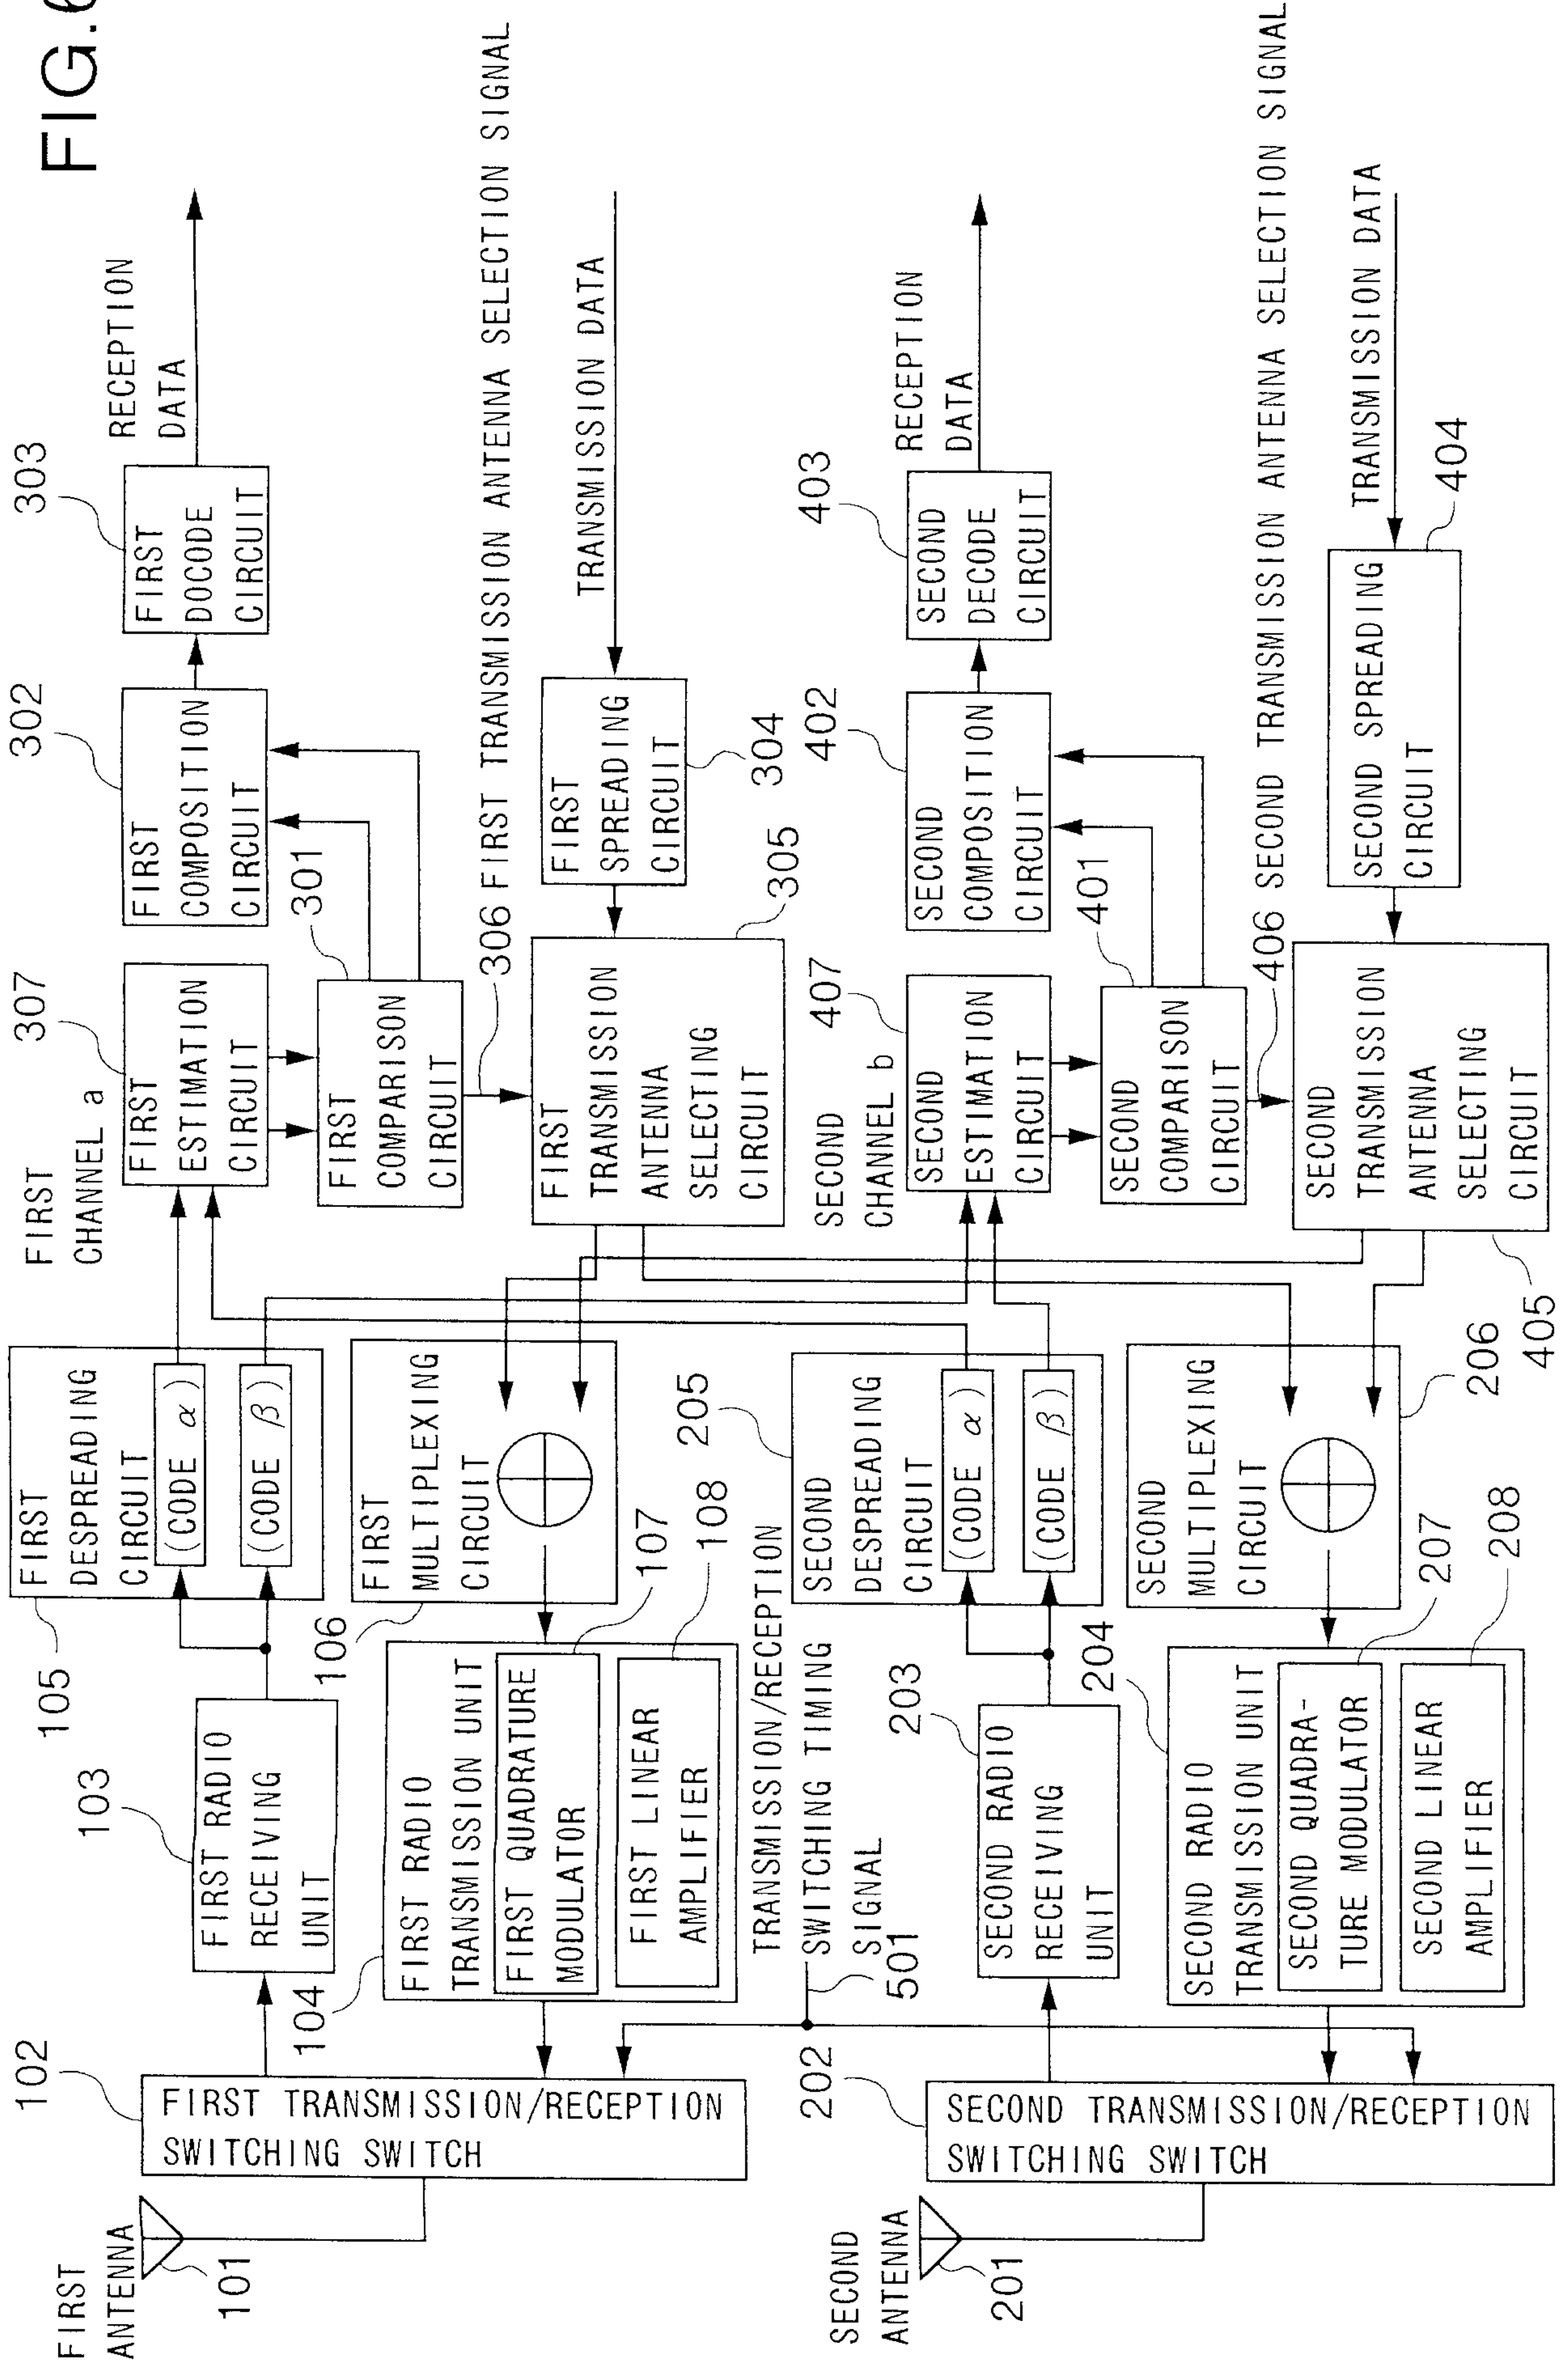 FIG.6
FIRST
ANTENNA
101
102
FIRST TRANSMISSION/RECEPTION
SWITCHING SWITCH
103
FIRST RADIO
RECEIVING
UNIT
104
FIRST RADIO
TRANSMISSION UNIT
FIRST QUADRATURE
MODULATOR
107
FIRST LINEAR
AMPLIFIER
108
105
FIRST
DESPREADING
CIRCUIT
(CODE α)
(CODE β)
106
FIRST
MULTIPLEXING
CIRCUIT
FIRST
CHANNEL a
307
FIRST
ESTIMATION
CIRCUIT
301
FIRST
COMPARISON
CIRCUIT
302
FIRST
COMPOSITION
CIRCUIT
303
FIRST
DOCODE
CIRCUIT
RECEPTION
DATA
306 FIRST TRANSMISSION ANTENNA SELECTION SIGNAL
FIRST
TRANSMISSION
ANTENNA
SELECTING
CIRCUIT
305
FIRST
SPREADING
CIRCUIT
304
TRANSMISSION DATA
TRANSMISSION/RECEPTION
SWITCHING TIMING
SIGNAL
501
SECOND
ANTENNA
201
202
SECOND TRANSMISSION/RECEPTION
SWITCHING SWITCH
203
SECOND RADIO
RECEIVING
UNIT
204
SECOND RADIO
TRANSMISSION UNIT
SECOND QUADRA-
TURE MODULATOR
207
SECOND LINEAR
AMPLIFIER
208
205
SECOND
DESPREADING
CIRCUIT
(CODE α)
(CODE β)
SECOND
MULTIPLEXING
CIRCUIT
206
SECOND
CHANNEL b
407
SECOND
ESTIMATION
CIRCUIT
401
SECOND
COMPARISON
CIRCUIT
402
SECOND
COMPOSITION
CIRCUIT
403
SECOND
DECODE
CIRCUIT
RECEPTION
DATA
406 SECOND TRANSMISSION ANTENNA SELECTION SIGNAL
SECOND
TRANSMISSION
ANTENNA
SELECTING
CIRCUIT
405
SECOND SPREADING
CIRCUIT
404
TRANSMISSION DATA